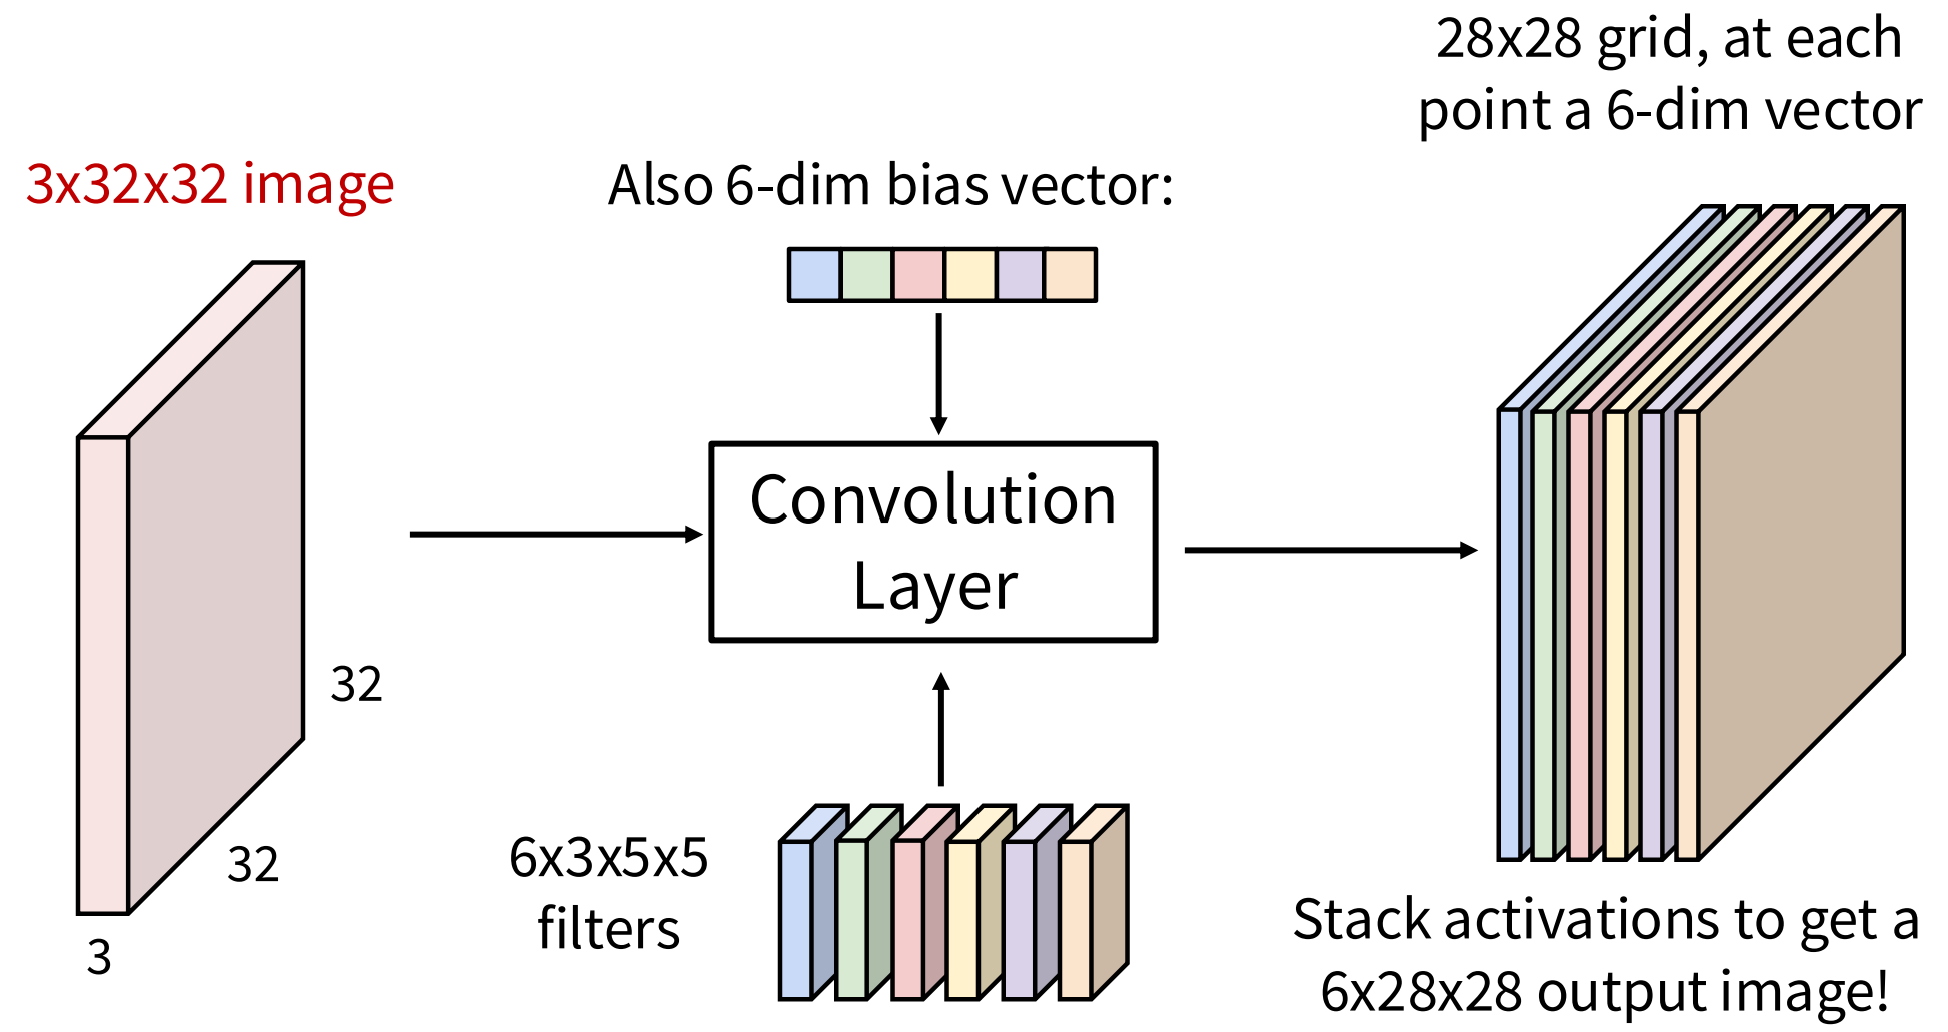 3x32x32 image
32
32
3
Also 6-dim bias vector:
Convolution
Layer
6x3x5x5
filters
28x28 grid, at each
point a 6-dim vector
Stack activations to get a
6x28x28 output image!